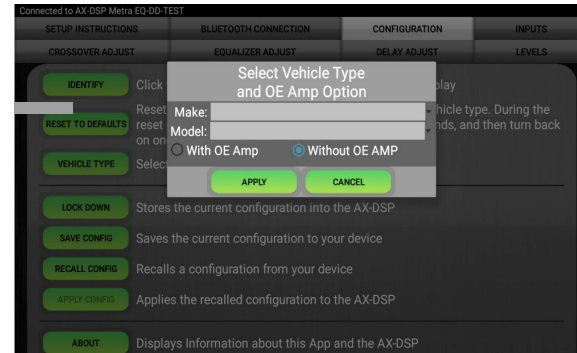 Connected to AX-DSP Metra EQ-DD-TEST
SETUP INSTRUCTIONS BLUETOOTH CONNECTION CONFIGURATION INPUTS
CROSSOVER ADJUST EQUALIZER ADJUST DELAY ADJUST LEVELS
Select Vehicle Type
and OE Amp Option
IDENTIFY Click play
Make:
RESET TO DEFAULTS Reset hicle type. During the
reset nds, and then turn back
on on
Model:
With OE Amp Without OE AMP
VEHICLE TYPE Selec
APPLY CANCEL
LOCK DOWN Stores the current configuration into the AX-DSP
SAVE CONFIG Saves the current configuration to your device
RECALL CONFIG Recalls a configuration from your device
APPLY CONFIG Applies the recalled configuration to the AX-DSP
ABOUT Displays Information about this App and the AX-DSP